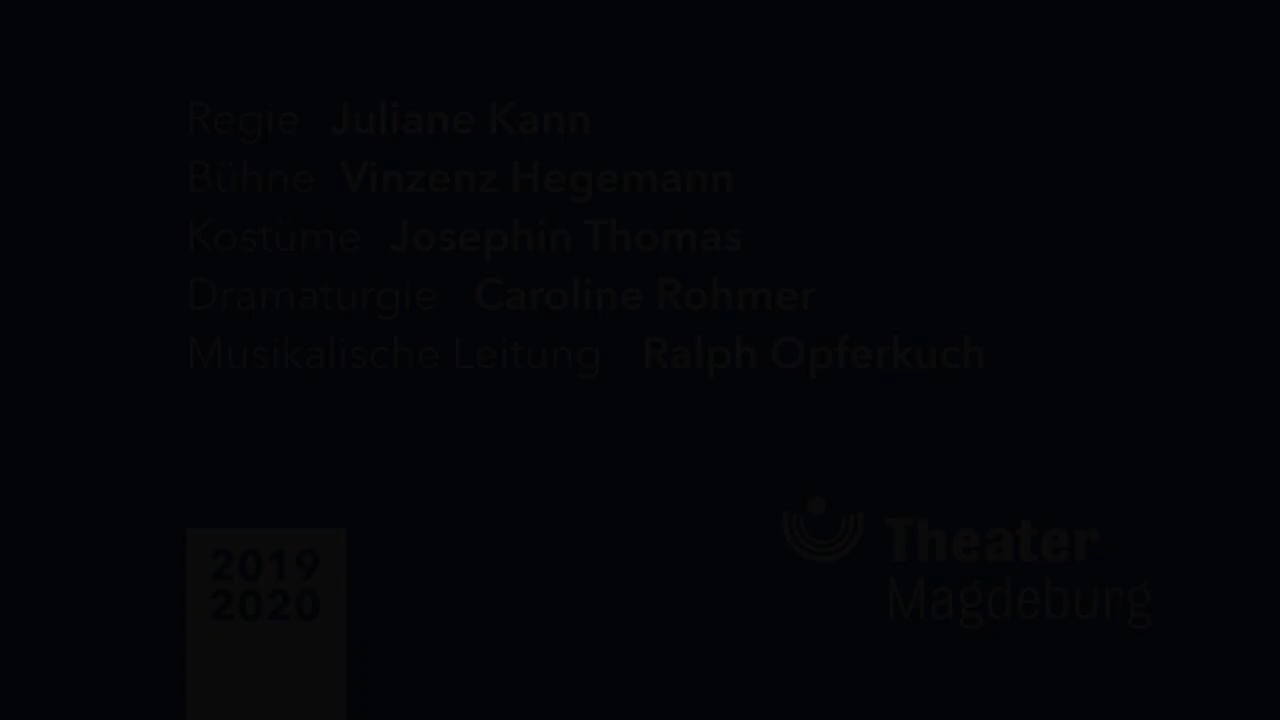 Regie Juliane Kann
Bühne Vinzenz Hegemann
Kostüme Josephin Thomas
Dramaturgie Caroline Rohmer
Musikalische Leitung Ralph Opferkuch
2019
2020
Theater
Magdeburg